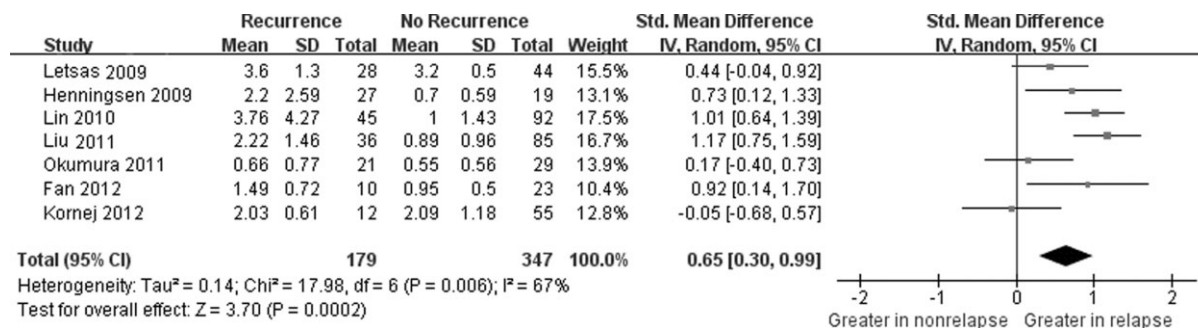 Recurrence No Recurrence Std. Mean Difference Std. Mean Difference
Study Mean SD Total Mean SD Total Weight IV, Random, 95% CI IV, Random, 95% CI
Letsas 2009 3.6 1.3 28 3.2 0.5 44 15.5% 0.44 [-0.04, 0.92]
Henningsen 2009 2.2 2.59 27 0.7 0.59 19 13.1% 0.73 [0.12, 1.33]
Lin 2010 3.76 4.27 45 1 1.43 92 17.5% 1.01 [0.64, 1.39]
Liu 2011 2.22 1.46 36 0.89 0.96 85 16.7% 1.17 [0.75, 1.59]
Okumura 2011 0.66 0.77 21 0.55 0.56 29 13.9% 0.17 [-0.40, 0.73]
Fan 2012 1.49 0.72 10 0.95 0.5 23 10.4% 0.92 [0.14, 1.70]
Kornej 2012 2.03 0.61 12 2.09 1.18 55 12.8% -0.05 [-0.68, 0.57]
Total (95% CI) 179 347 100.0% 0.65 [0.30, 0.99]
Heterogeneity: Tau² = 0.14; Chi² = 17.98, df = 6 (P = 0.006); I² = 67%
Test for overall effect: Z = 3.70 (P = 0.0002)
-2 -1 0 1 2
Greater in nonrelapse Greater in relapse